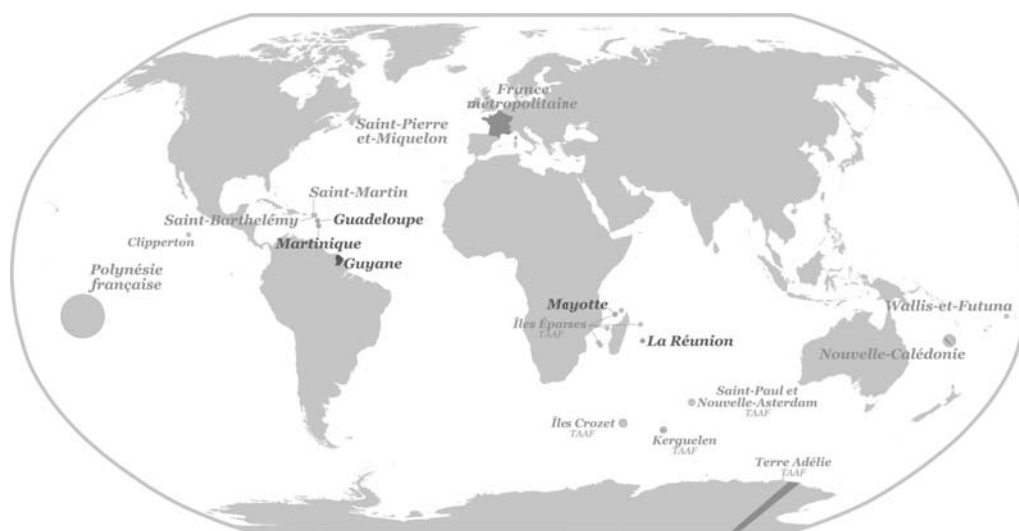 France
métropolitaine
Saint-Pierre
et-Miquelon
Saint-Martin
Saint-Barthelémy
Guadeloupe
Clipperton
Martinique
Guyane
Polynésie
française
Mayotte
Îles Éparses
TAAF
La Réunion
Wallis-et-Futuna
Nouvelle-Calédonie
Saint-Paul et
Nouvelle-Asterdam
TAAF
Îles Crozet
TAAF
Kerguelen
TAAF
Terre Adélie
TAAF